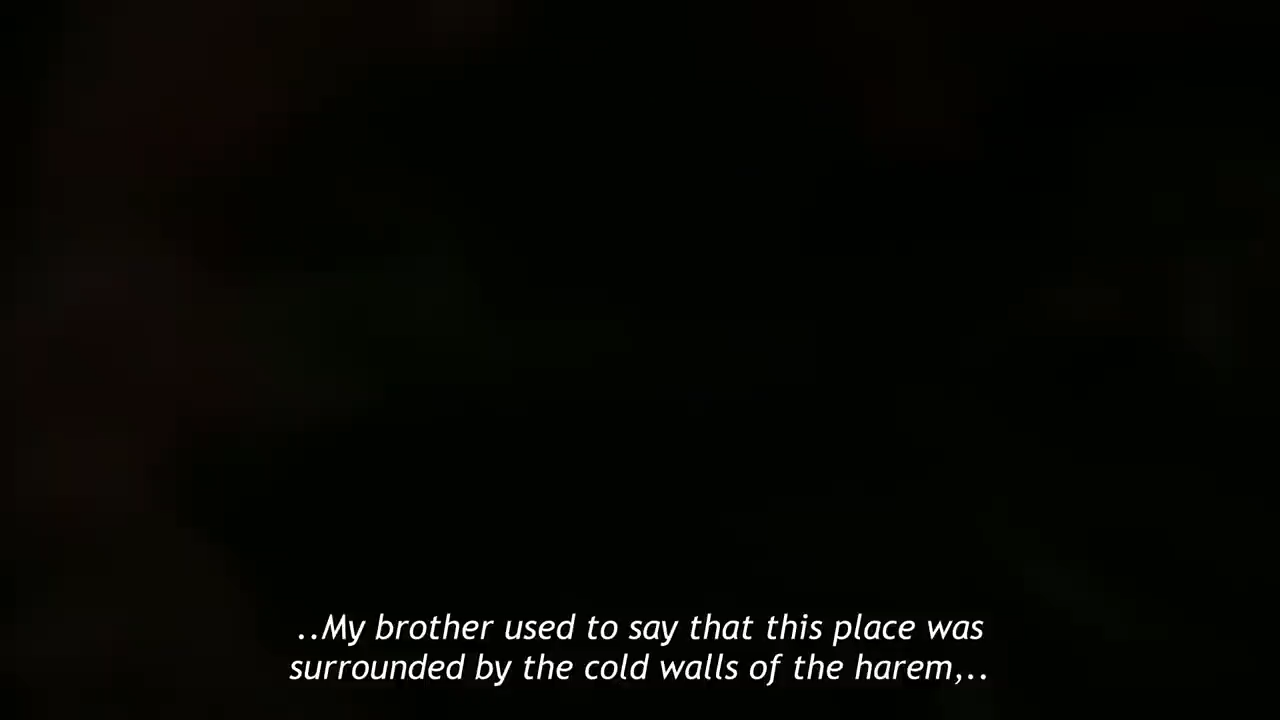 ..My brother used to say that this place was
surrounded by the cold walls of the harem,..